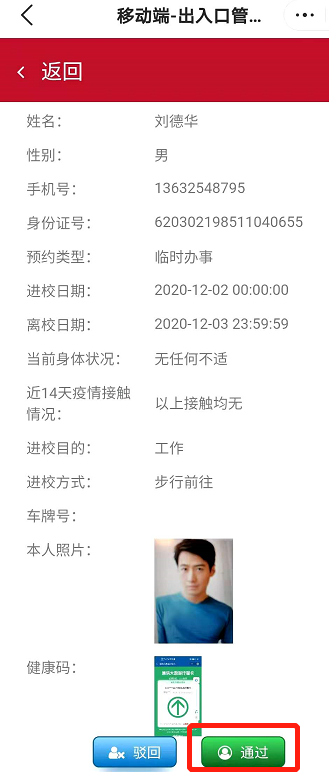 移动端-出入口管...
返回
姓名: 刘德华
性别: 男
手机号: 13632548795
身份证号: 620302198511040655
预约类型: 临时办事
进校日期: 2020-12-02 00:00:00
离校日期: 2020-12-03 23:59:59
当前身体状况: 无任何不适
近14天疫情接触
情况: 以上接触均无
进校目的: 工作
进校方式: 步行前往
车牌号:
本人照片:
健康码:
驳回 通过